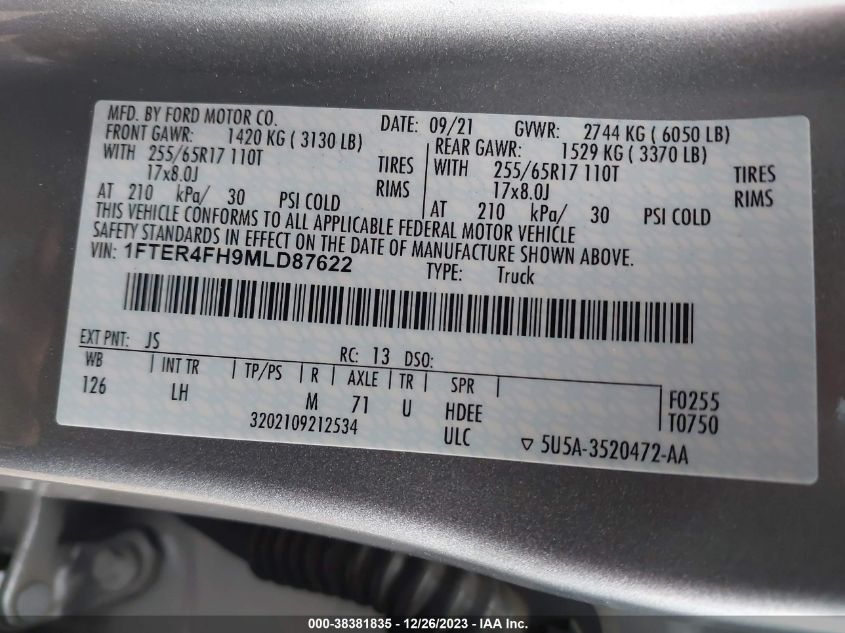 MFD. BY FORD MOTOR CO. DATE: 09/21 GVWR: 2744 KG ( 6050 LB)
FRONT GAWR: 1420 KG ( 3130 LB) REAR GAWR: 1529 KG ( 3370 LB)
WITH 255/65R17 110T TIRES WITH 255/65R17 110T TIRES
17x8.0J RIMS 17x8.0J RIMS
AT 210 kPa/ 30 PSI COLD AT 210 kPa/ 30 PSI COLD
THIS VEHICLE CONFORMS TO ALL APPLICABLE FEDERAL MOTOR VEHICLE
SAFETY STANDARDS IN EFFECT ON THE DATE OF MANUFACTURE SHOWN ABOVE.
VIN: 1FTER4FH9MLD87622 TYPE: Truck
EXT PNT: JS RC: 13 DSO:
WB INT TR TP/PS R AXLE TR SPR F0255
126 LH M 71 U HDEE T0750
3202109212534 ULC ▽ 5U5A-3520472-AA
000-38381835 - 12/26/2023 - IAA Inc.